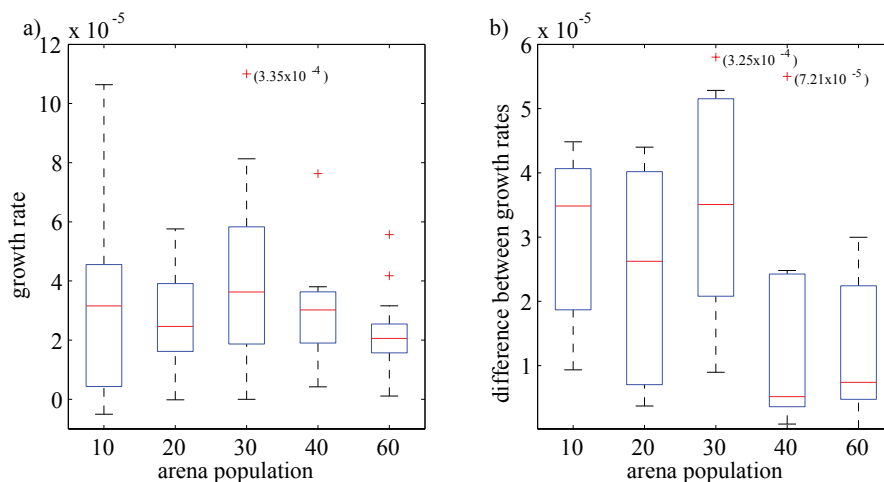 a)
x 10 -5
12
10
8
6
4
2
0
growth rate
(3.35x10 -4)
10 20 30 40 60
arena population
b)
x 10 -5
6
5
4
3
2
1
difference between growth rates
(3.25x10 -4)
(7.21x10 -5)
10 20 30 40 60
arena population